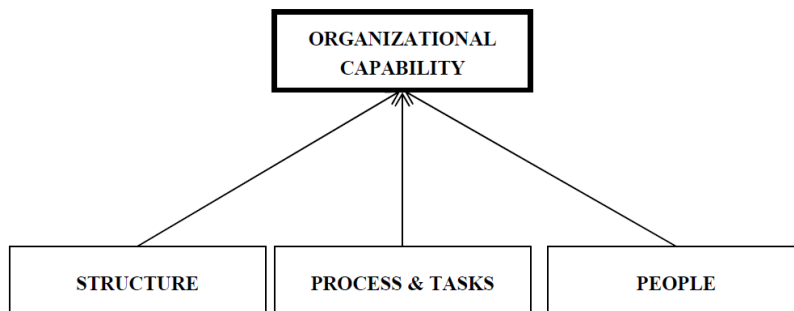 ORGANIZATIONAL
CAPABILITY
STRUCTURE
PROCESS & TASKS
PEOPLE